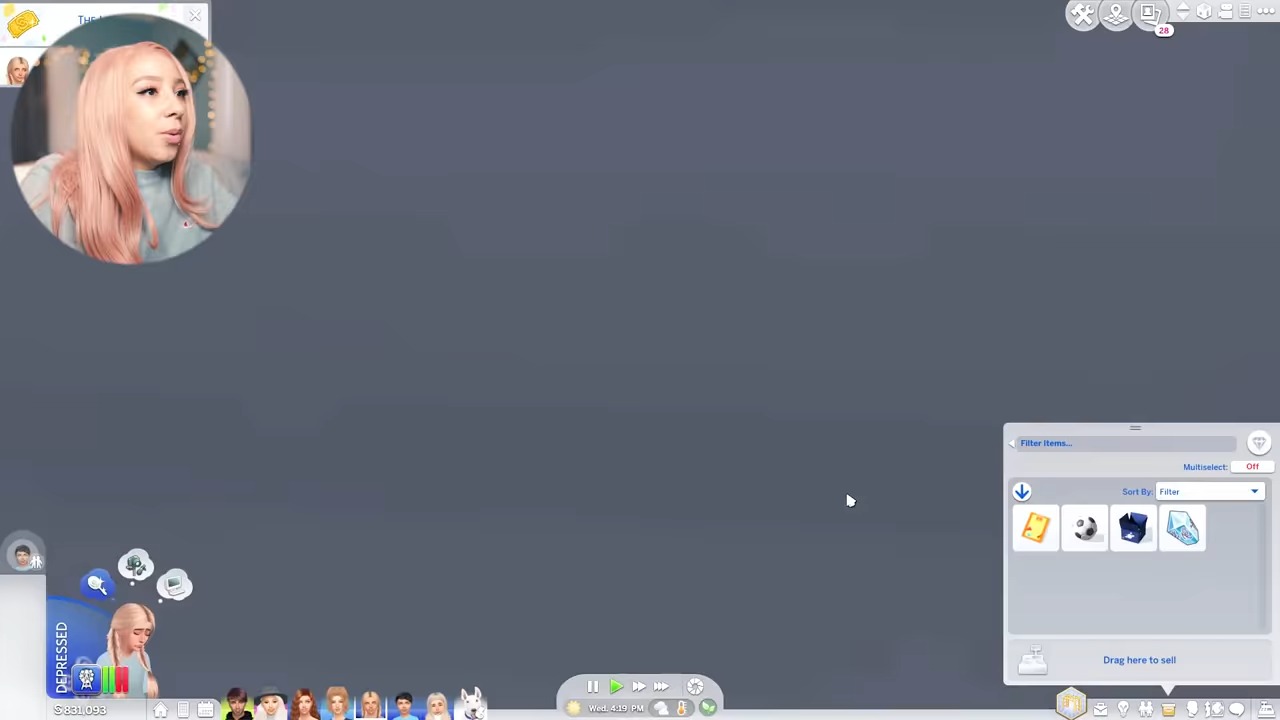 28
Filter Items...
Multiselect: Off
Sort By: Filter
Drag here to sell
DEPRESSED
§831,093
Wed. 4:19 PM